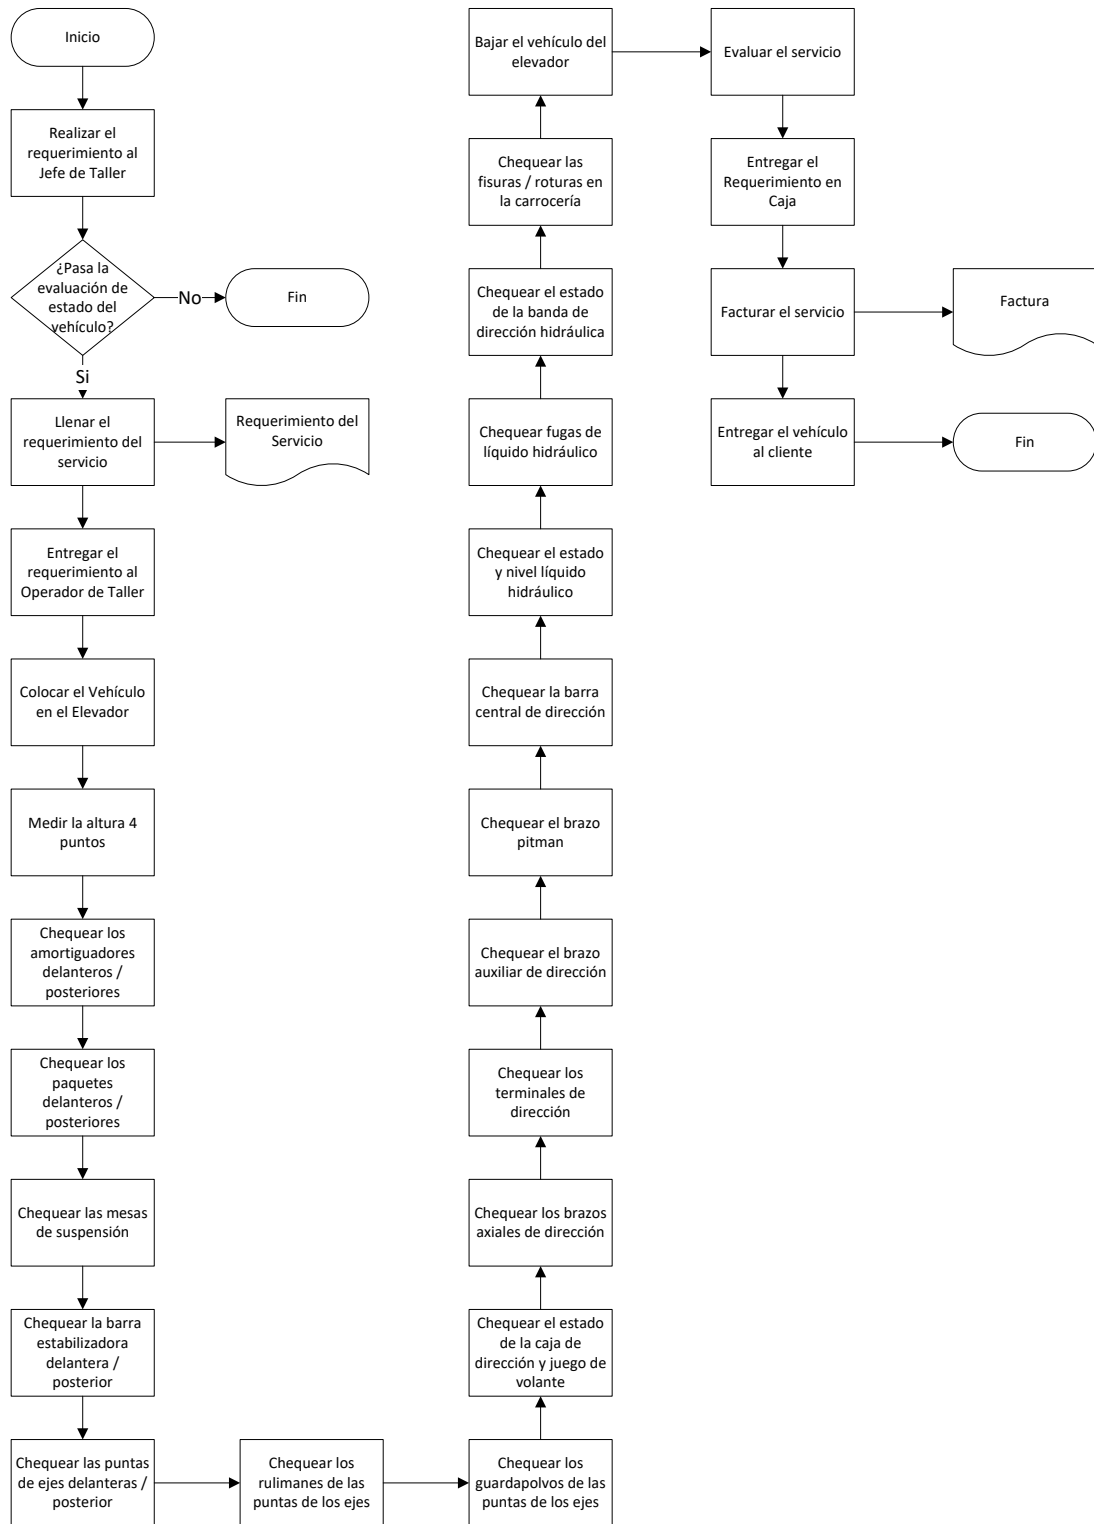 Inicio
Realizar el
requerimiento al
Jefe de Taller
¿Pasa la
evaluación de
estado del
vehículo?
No
Fin
Si
Llenar el
requerimiento del
servicio
Requerimiento del
Servicio
Entregar el
requerimiento al
Operador de Taller
Colocar el Vehículo
en el Elevador
Medir la altura 4
puntos
Chequear los
amortiguadores
delanteros /
posteriores
Chequear los
paquetes
delanteros /
posteriores
Chequear las mesas
de suspensión
Chequear la barra
estabilizadora
delantera /
posterior
Chequear las puntas
de ejes delanteras /
posterior
Chequear los
rulimanes de las
puntas de los ejes
Chequear los
guardapolvos de las
puntas de los ejes
Chequear el estado
de la caja de
dirección y juego de
volante
Chequear los brazos
axiales de dirección
Chequear los
terminales de
dirección
Chequear el brazo
auxiliar de dirección
Chequear el brazo
pitman
Chequear la barra
central de dirección
Chequear el estado
y nivel líquido
hidráulico
Chequear fugas de
líquido hidráulico
Chequear el estado
de la banda de
dirección hidráulica
Chequear las
fisuras / roturas en
la carrocería
Bajar el vehículo del
elevador
Evaluar el servicio
Entregar el
Requerimiento en
Caja
Facturar el servicio
Factura
Entregar el vehículo
al cliente
Fin